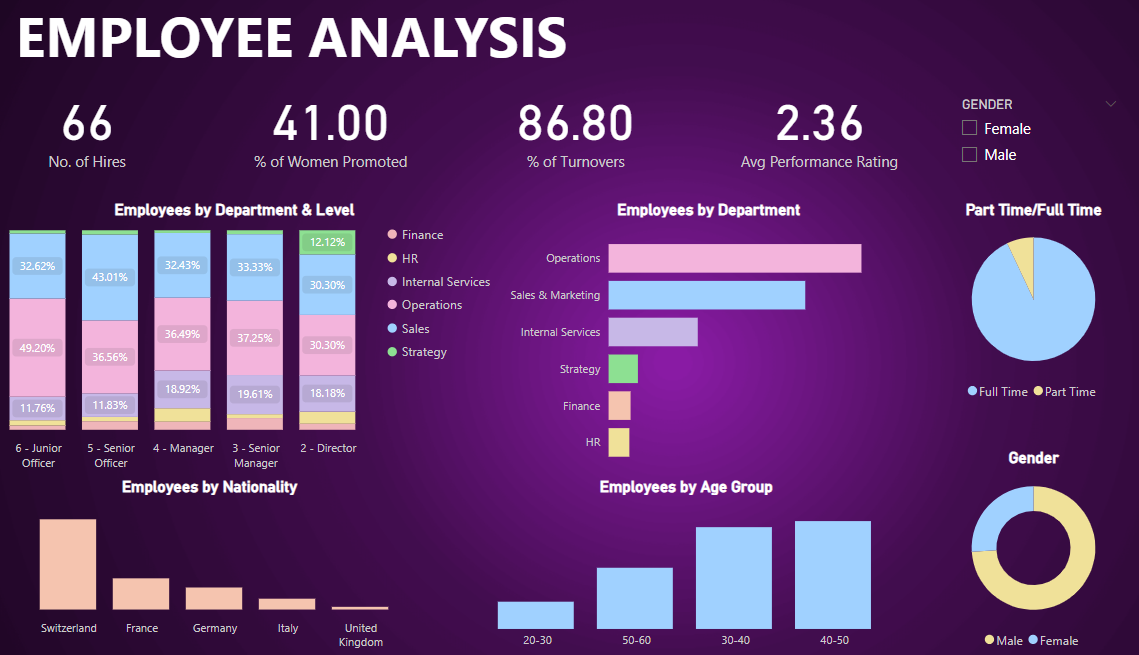 EMPLOYEE ANALYSIS
66
No. of Hires
41.00
% of Women Promoted
86.80
% of Turnovers
2.36
Avg Performance Rating
GENDER
Female
Male
Employees by Department & Level
32.62%
49.20%
11.76%
43.01%
36.56%
11.83%
32.43%
36.49%
18.92%
33.33%
37.25%
19.61%
12.12%
30.30%
30.30%
18.18%
6 - Junior
Officer
5 - Senior
Officer
4 - Manager
3 - Senior
Manager
2 - Director
Finance
HR
Internal Services
Operations
Sales
Strategy
Employees by Department
Operations
Sales & Marketing
Internal Services
Strategy
Finance
HR
Part Time/Full Time
Full Time Part Time
Employees by Nationality
Switzerland
France
Germany
Italy
United
Kingdom
Employees by Age Group
20-30
50-60
30-40
40-50
Gender
Male Female